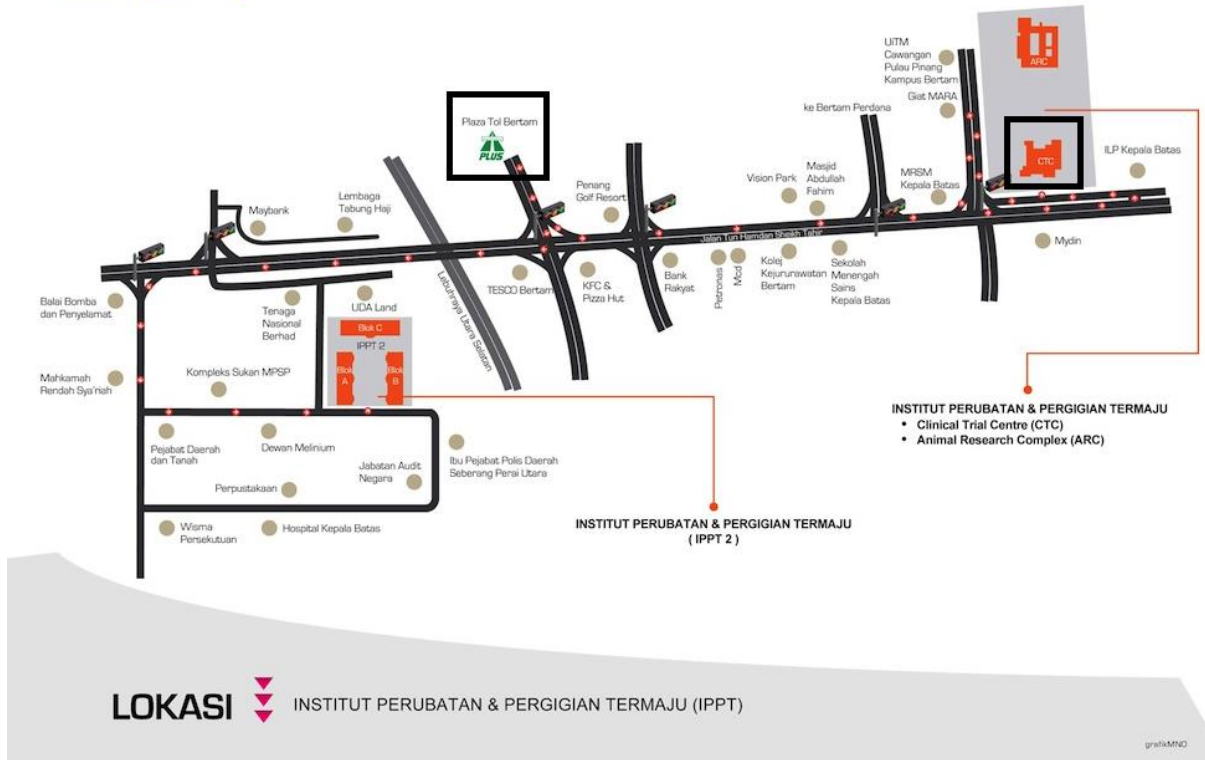 UiTM
Cawangan
Pulau Pinang
Kampus Bertam
ARC
Giat MARA
Plaza Tol Bertam
PLUS
ke Bertam Perdana
CTC
ILP Kepala Batas
Masjid
Abdullah
Fahim
Vision Park
MRSM
Kepala Batas
Penang
Golf Resort
Lembaga
Tabung Haji
Maybank
Jalan Tun Hamdan Sheikh Tahir
Mydin
Lebuhraya Utara Selatan
Balai Bomba
dan Penyelamat
Tenaga
Nasional
Berhad
UDA Land
TESCO Bertam
KFC &
Pizza Hut
Bank
Rakyat
Petronas
Mcd
Kolej
Kejururawatan
Bertam
Sekolah
Menengah
Sains
Kepala Batas
Blok C
IPPT 2
Blok
A
Blok
B
Mahkamah
Rendah Sya'riah
Kompleks Sukan MPSP
INSTITUT PERUBATAN & PERGIGIAN TERMAJU
• Clinical Trial Centre (CTC)
• Animal Research Complex (ARC)
Pejabat Daerah
dan Tanah
Dewan Melinium
Jabatan Audit
Negara
Ibu Pejabat Polis Daerah
Seberang Perai Utara
Perpustakaan
Wisma
Persekutuan
Hospital Kepala Batas
INSTITUT PERUBATAN & PERGIGIAN TERMAJU
( IPPT 2 )
LOKASI
INSTITUT PERUBATAN & PERGIGIAN TERMAJU (IPPT)
grafikMNO